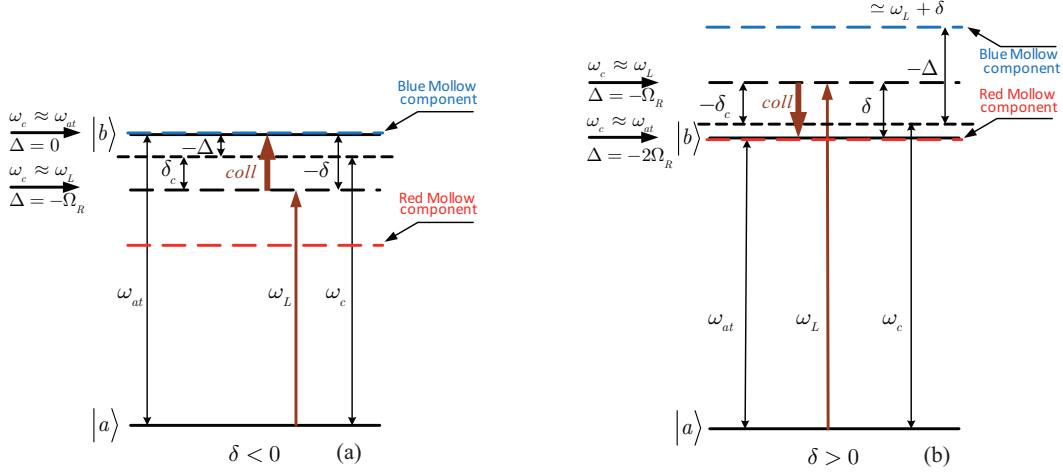 Blue Mollow
component
ω_c ≈ ω_at
Δ = 0
|b⟩
−Δ
δ_c
coll
−δ
ω_c ≈ ω_L
Δ = −Ω_R
Red Mollow
component
ω_at
ω_L
ω_c
|a⟩
δ < 0
(a)
≃ ω_L + δ
Blue Mollow
component
ω_c ≈ ω_L
Δ = −Ω_R
−Δ
−δ_c
coll
δ
Red Mollow
component
ω_c ≈ ω_at
Δ = −2Ω_R
|b⟩
ω_at
ω_L
ω_c
|a⟩
δ > 0
(b)